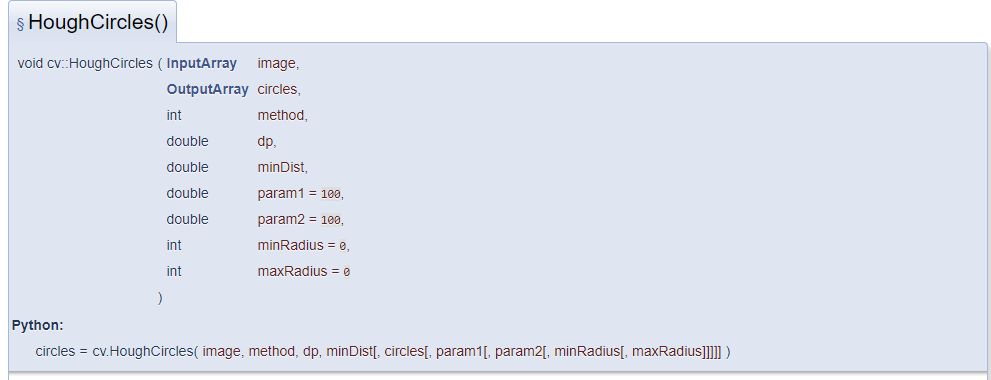 § HoughCircles()
void cv::HoughCircles ( InputArray image,
OutputArray circles,
int method,
double dp,
double minDist,
double param1 = 100,
double param2 = 100,
int minRadius = 0,
int maxRadius = 0
)
Python:
circles = cv.HoughCircles( image, method, dp, minDist[, circles[, param1[, param2[, minRadius[, maxRadius]]]]] )